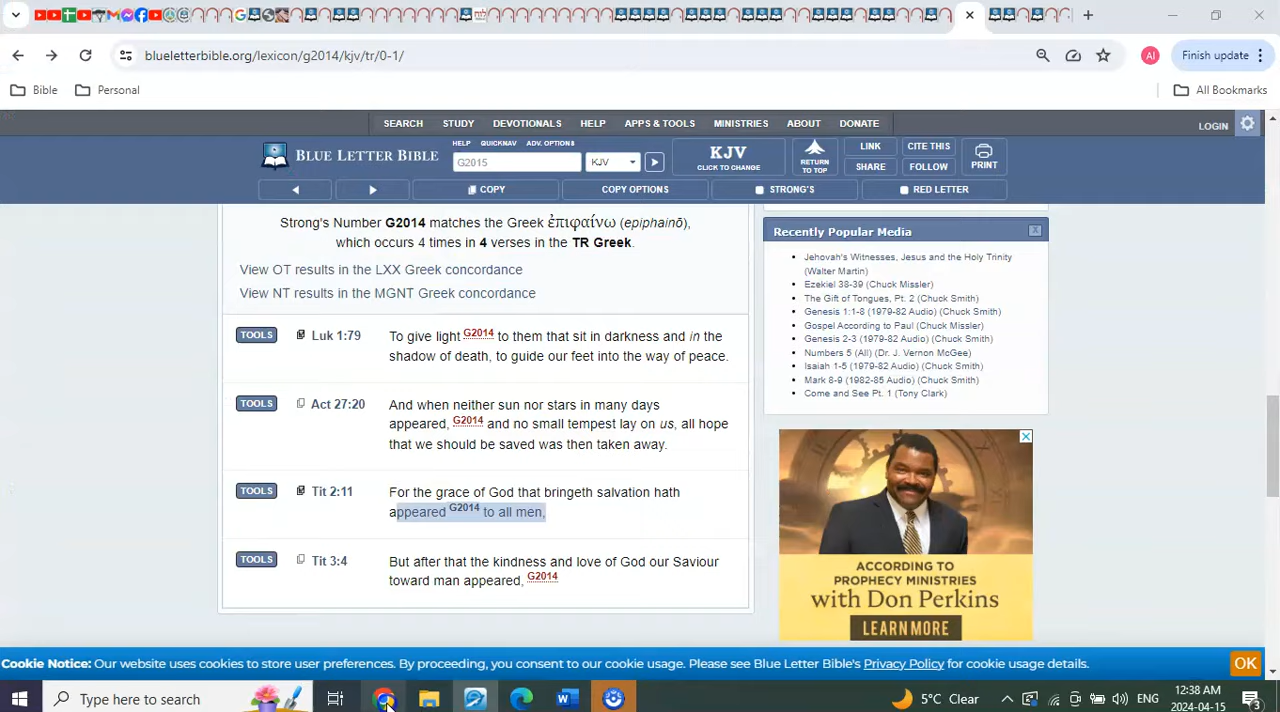 blueletterbible.org/lexicon/g2014/kjv/tr/0-1/
AI
Finish update
Bible
Personal
All Bookmarks
SEARCH STUDY DEVOTIONALS HELP APPS & TOOLS MINISTRIES ABOUT DONATE
LOGIN
BLUE LETTER BIBLE
HELP QUICKNAV ADV. OPTIONS
G2015
KJV
KJV
CLICK TO CHANGE
RETURN
TO TOP
LINK
CITE THIS
SHARE
FOLLOW
PRINT
COPY
COPY OPTIONS
STRONG'S
RED LETTER
Strong's Number G2014 matches the Greek ἐπιφαίνω (epiphainō),
which occurs 4 times in 4 verses in the TR Greek.
View OT results in the LXX Greek concordance
View NT results in the MGNT Greek concordance
TOOLS
Luk 1:79
To give light G2014 to them that sit in darkness and in the
shadow of death, to guide our feet into the way of peace.
TOOLS
Act 27:20
And when neither sun nor stars in many days
appeared, G2014 and no small tempest lay on us, all hope
that we should be saved was then taken away.
TOOLS
Tit 2:11
For the grace of God that bringeth salvation hath
appeared G2014 to all men,
TOOLS
Tit 3:4
But after that the kindness and love of God our Saviour
toward man appeared, G2014
Recently Popular Media
Jehovah's Witnesses, Jesus and the Holy Trinity
(Walter Martin)
Ezekiel 38-39 (Chuck Missler)
The Gift of Tongues, Pt. 2 (Chuck Smith)
Genesis 1:1-8 (1979-82 Audio) (Chuck Smith)
Gospel According to Paul (Chuck Missler)
Genesis 2-3 (1979-82 Audio) (Chuck Smith)
Numbers 5 (All) (Dr. J. Vernon McGee)
Isaiah 1-5 (1979-82 Audio) (Chuck Smith)
Mark 8-9 (1982-85 Audio) (Chuck Smith)
Come and See Pt. 1 (Tony Clark)
ACCORDING TO
PROPHECY MINISTRIES
with Don Perkins
LEARN MORE
Cookie Notice: Our website uses cookies to store user preferences. By proceeding, you consent to our cookie usage. Please see Blue Letter Bible's Privacy Policy for cookie usage details.
OK
Type here to search
5°C Clear
ENG
12:38 AM
2024-04-15
3